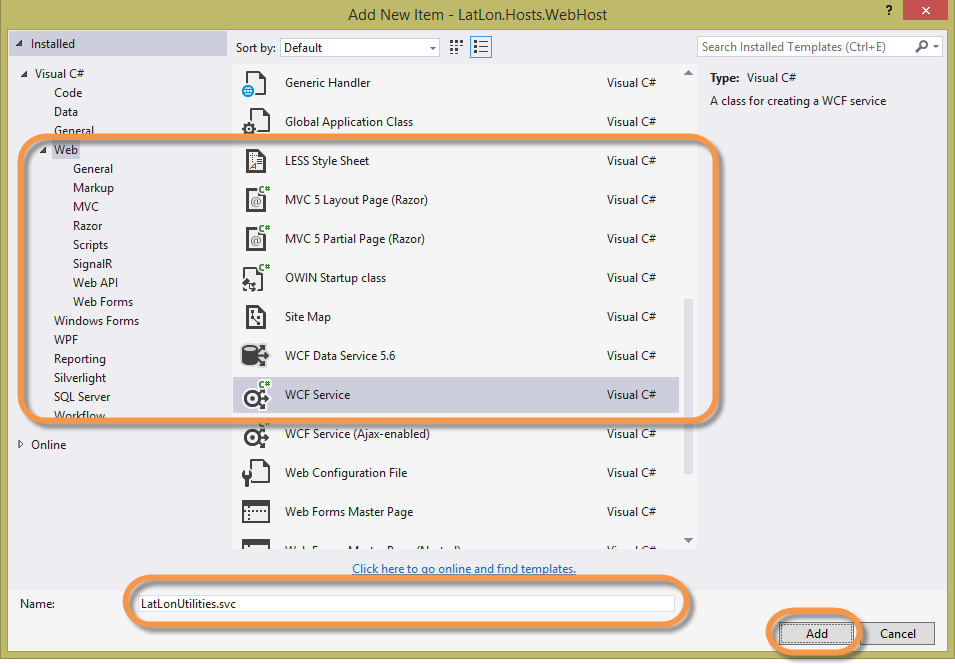 Add New Item - LatLon.Hosts.WebHost
?
x
Installed
Sort by: Default
Search Installed Templates (Ctrl+E)
Visual C#
Code
Data
General
Web
General
Markup
MVC
Razor
Scripts
SignalR
Web API
Web Forms
Windows Forms
WPF
Reporting
Silverlight
SQL Server
Workflow
Online
Generic Handler Visual C#
Global Application Class Visual C#
LESS Style Sheet Visual C#
C# MVC 5 Layout Page (Razor) Visual C#
C# MVC 5 Partial Page (Razor) Visual C#
C# OWIN Startup class Visual C#
Site Map Visual C#
WCF Data Service 5.6 Visual C#
C# WCF Service Visual C#
WCF Service (Ajax-enabled) Visual C#
Web Configuration File Visual C#
Web Forms Master Page Visual C#
Web Forms Master Page (Nested) Visual C#
Type: Visual C#
A class for creating a WCF service
Click here to go online and find templates.
Name: LatLonUtilities.svc
Add Cancel